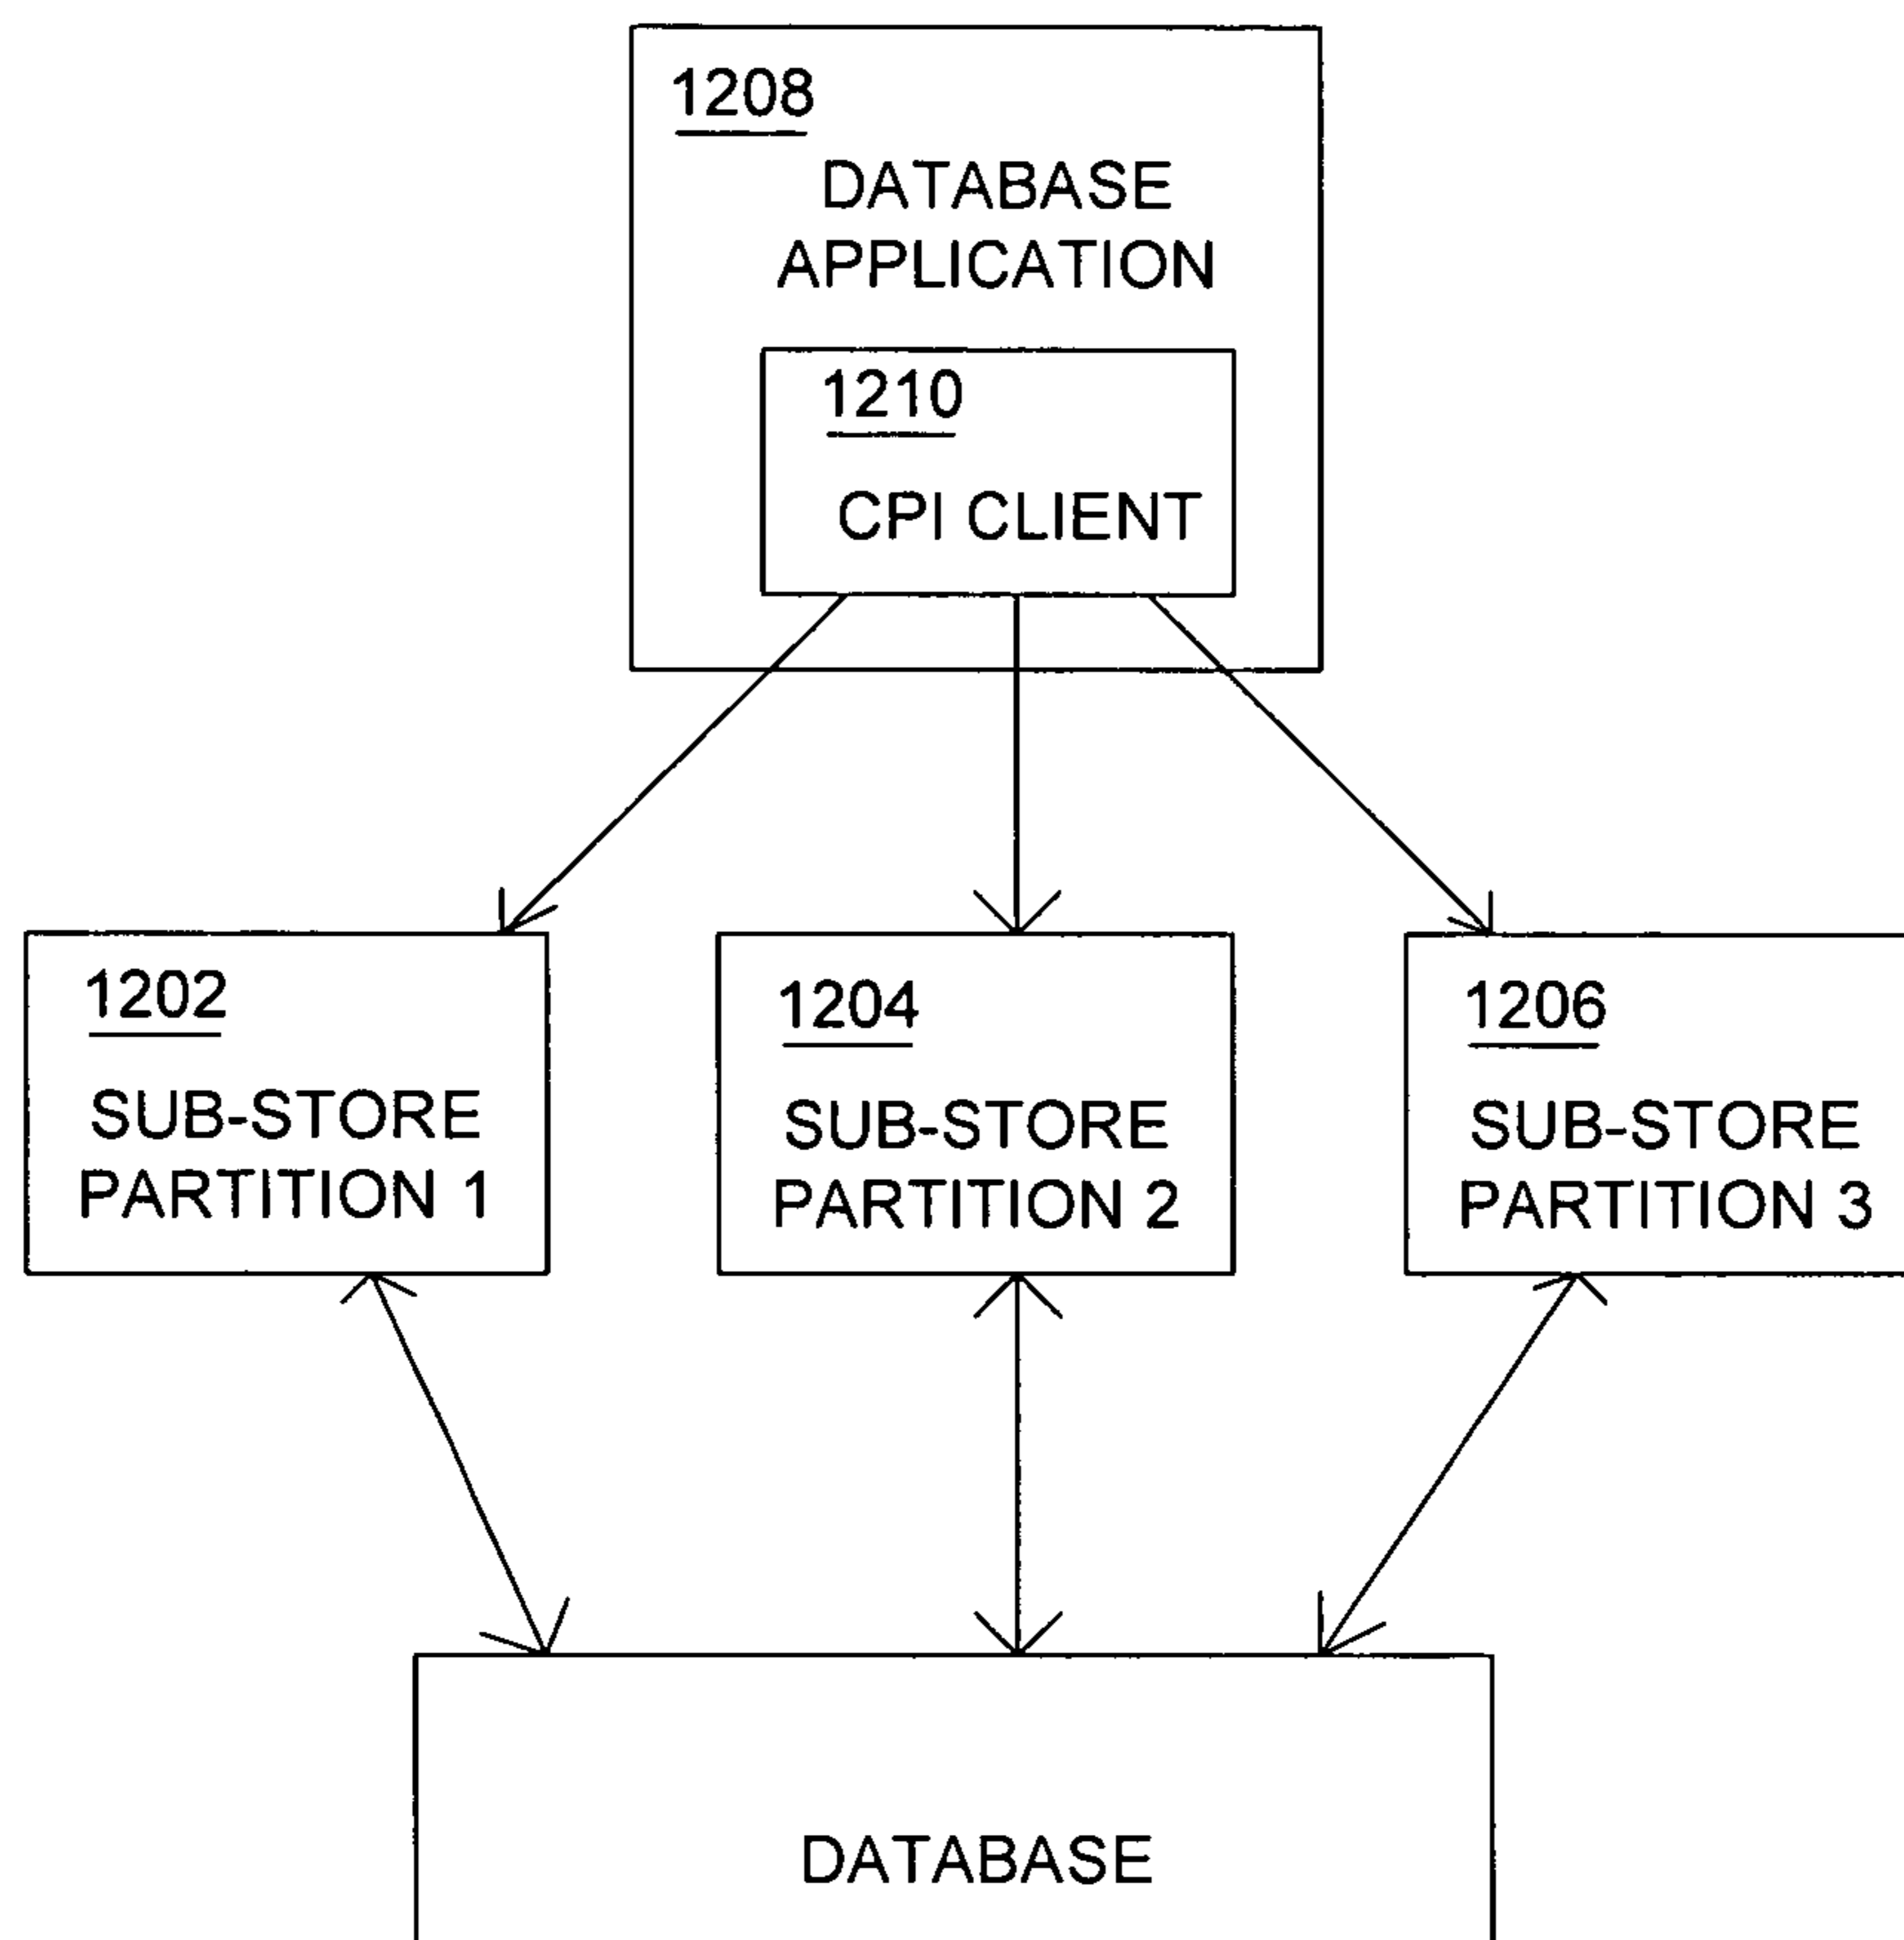 1208
DATABASE
APPLICATION
1210
CPI CLIENT
1202
SUB-STORE
PARTITION 1
1204
SUB-STORE
PARTITION 2
1206
SUB-STORE
PARTITION 3
DATABASE